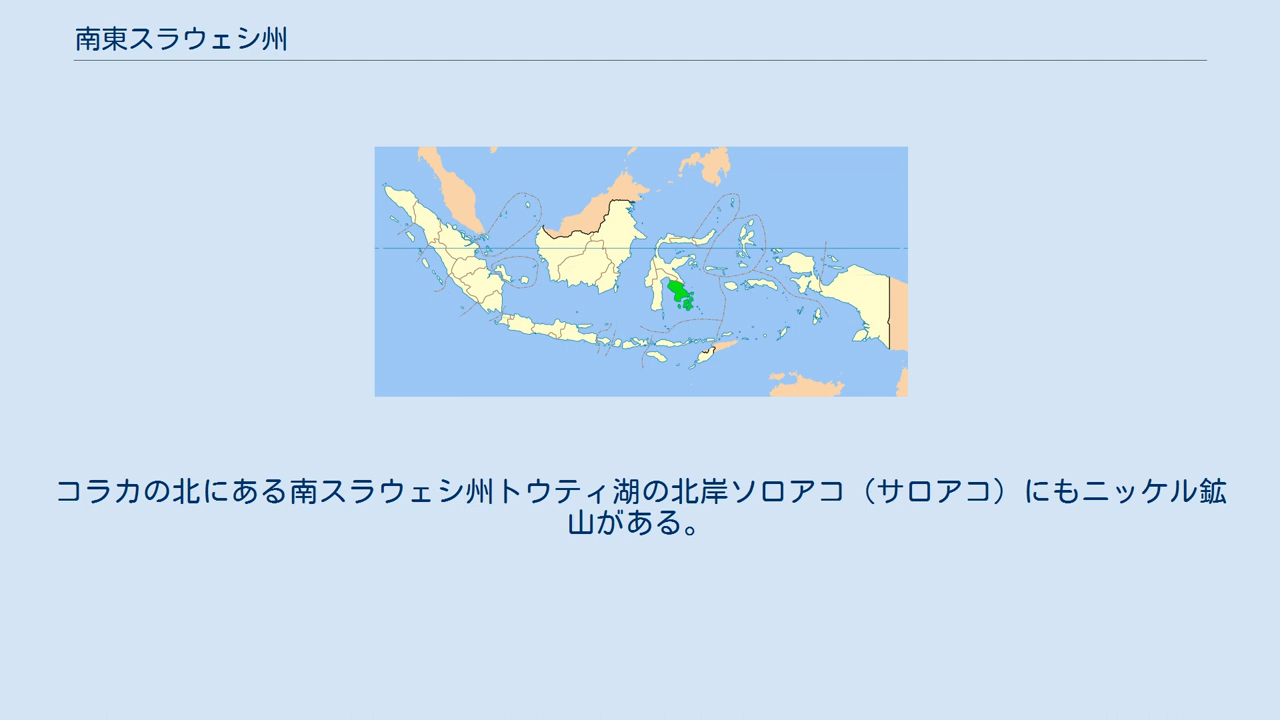 南東スラウェシ州
コラカの北にある南スラウェシ州トウティ湖の北岸ソロアコ（サロアコ）にもニッケル鉱
山がある。